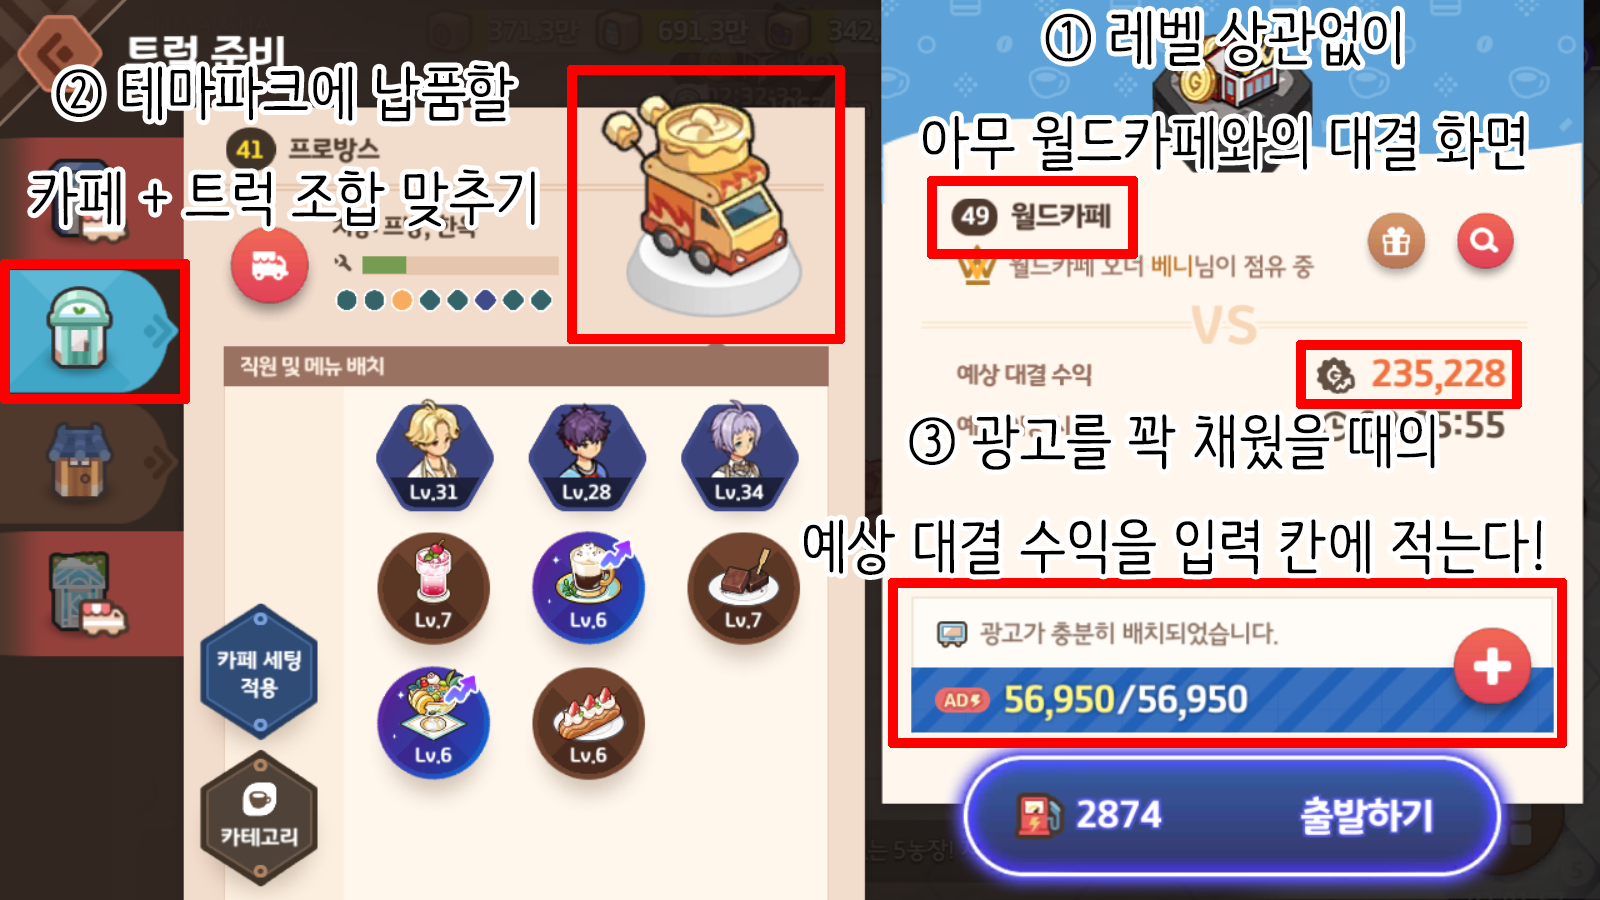 트럭 준비
371,3만
691,3만
342,
② 테마파크에 납품할
카페 + 트럭 조합 맞추기
41 프로방스
직원 및 메뉴 배치
Lv.31
Lv.28
Lv.34
Lv.7
Lv.6
Lv.7
Lv.6
Lv.6
카페 세팅
적용
카테고리
① 레벨 상관없이
아무 월드카페와의 대결 화면
49 월드카페
월드카페 오너 베니님이 점유 중
VS
예상 대결 수익
235,228
5:55
③ 광고를 꽉 채웠을 때의
예상 대결 수익을 입력 칸에 적는다!
광고가 충분히 배치되었습니다.
AD 56,950/56,950
2874 출발하기